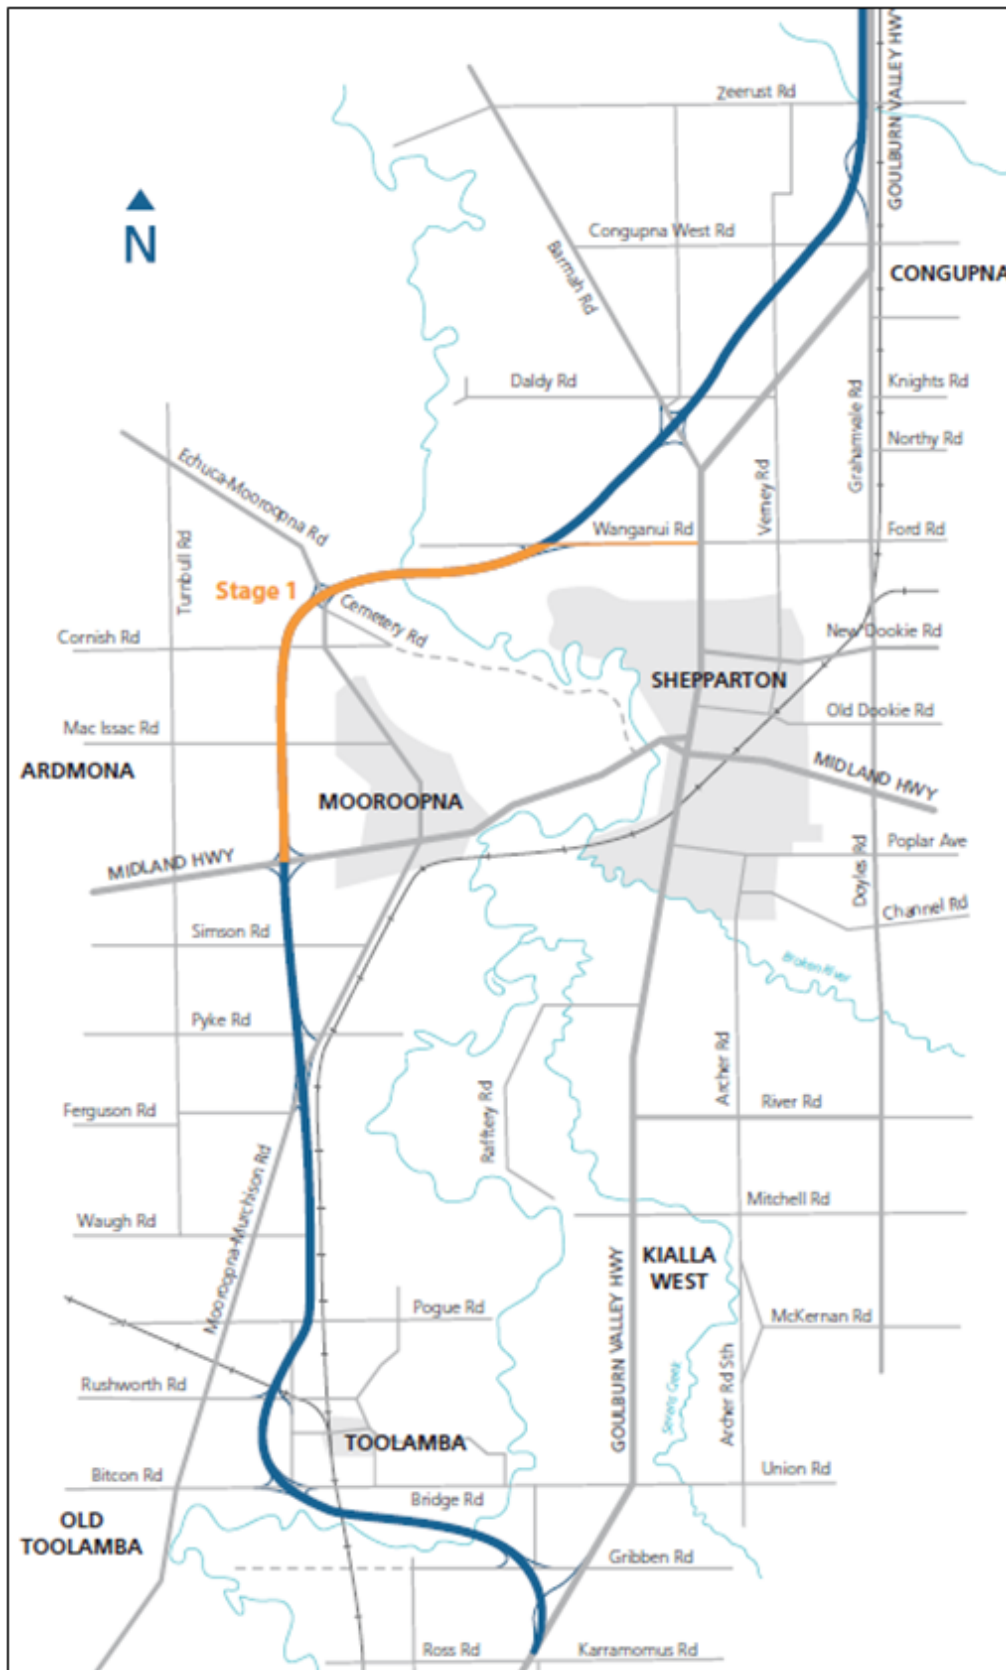 Zeerust Rd
GOULBURN VALLEY HWY
N
Congupna West Rd
Barmah Rd
CONGUPNA
Daldy Rd
Knights Rd
Grahamvale Rd
Northy Rd
Echuca-Mooroopna Rd
Verney Rd
Wanganui Rd
Ford Rd
Turnbull Rd
Stage 1
Cemetery Rd
Cornish Rd
New Dookie Rd
SHEPPARTON
Old Dookie Rd
Mac Issac Rd
ARDMONA
MIDLAND HWY
MOOROOPNA
MIDLAND HWY
Poplar Ave
Doyles Rd
Channel Rd
Simson Rd
Broken River
Pyke Rd
Archer Rd
Rafftery Rd
Ferguson Rd
River Rd
Mooroopna-Murchison Rd
Mitchell Rd
Waugh Rd
KIALLA
WEST
GOULBURN VALLEY HWY
Pogue Rd
McKernan Rd
Rushworth Rd
Archer Rd Sth
Sevens Creek
TOOLAMBA
Bitcon Rd
Union Rd
Bridge Rd
OLD
TOOLAMBA
Gribben Rd
Ross Rd
Karramomus Rd